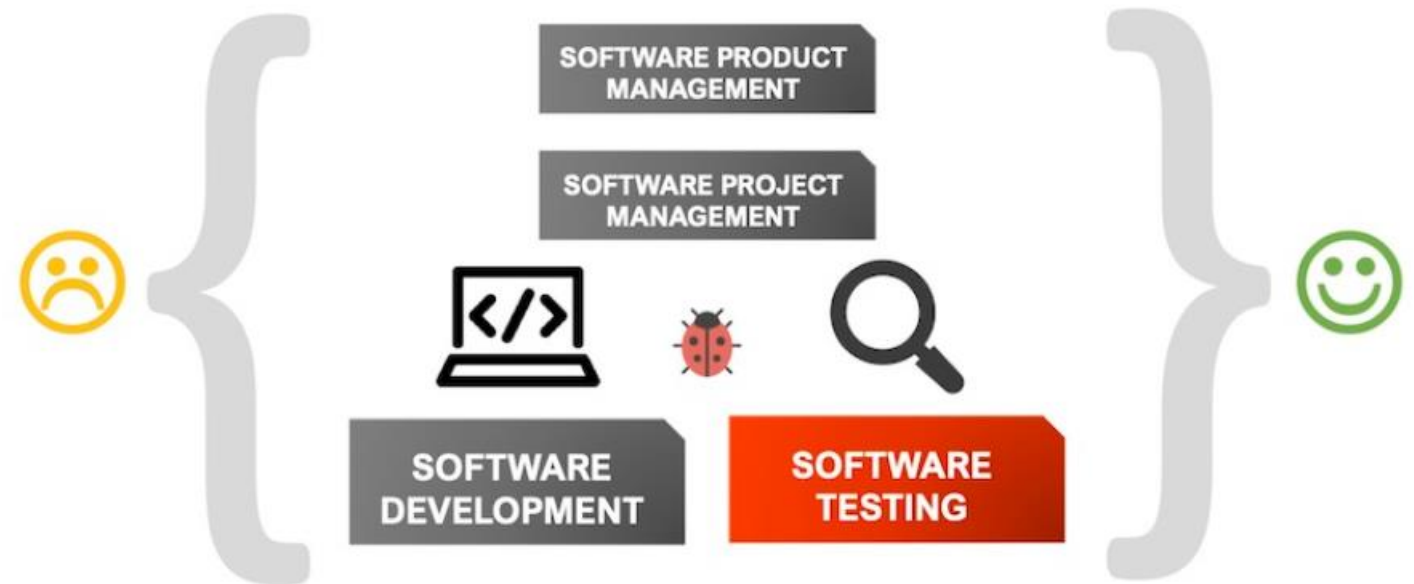 SOFTWARE PRODUCT
MANAGEMENT
SOFTWARE PROJECT
MANAGEMENT
</>
SOFTWARE
DEVELOPMENT
SOFTWARE
TESTING